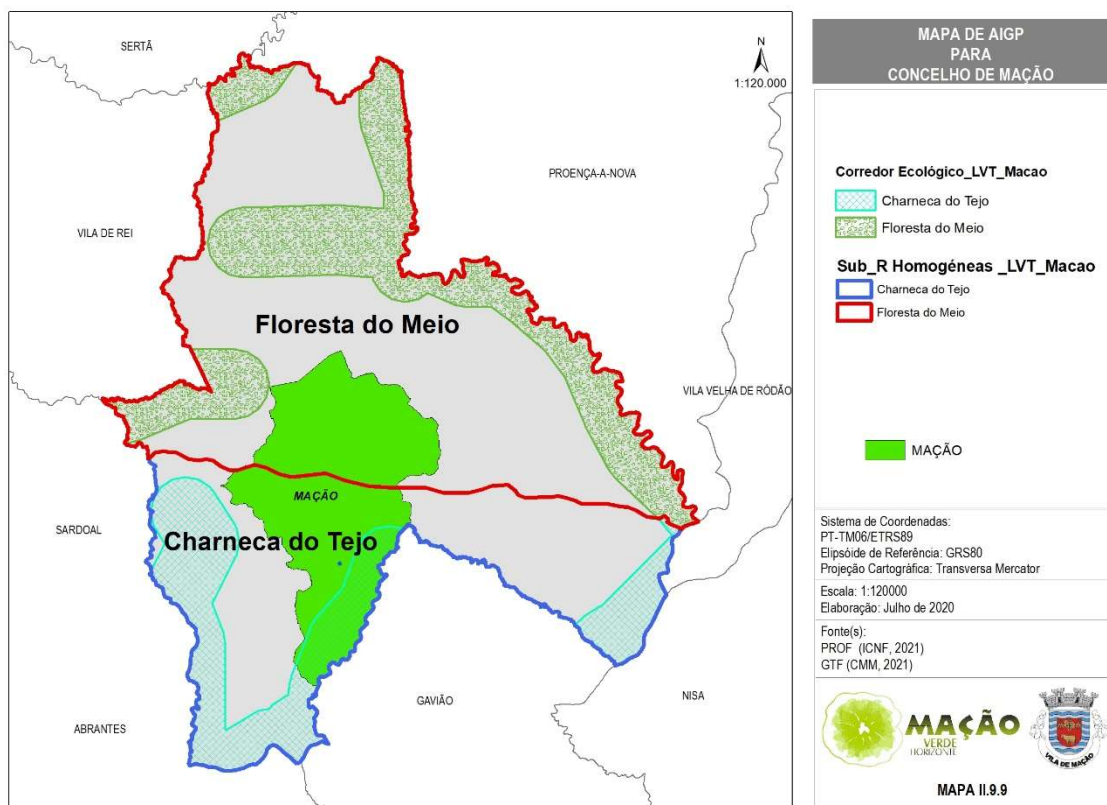 SERTÃ
N
1:120.000
PROENÇA-A-NOVA
VILA DE REI
Floresta do Meio
VILA VELHA DE RÓDÃO
MAÇÃO
SARDOAL
Charneca do Tejo
NISA
GAVIÃO
ABRANTES
MAPA DE AIGP
PARA
CONCELHO DE MAÇÃO
Corredor Ecológico_LVT_Macao
Charneca do Tejo
Floresta do Meio
Sub_R Homogéneas _LVT_Macao
Charneca do Tejo
Floresta do Meio
MAÇÃO
Sistema de Coordenadas:
PT-TM06/ETRS89
Elipsóide de Referência: GRS80
Projeção Cartográfica: Transversa Mercator
Escala: 1:120000
Elaboração: Julho de 2020
Fonte(s):
PROF (ICNF, 2021)
GTF (CMM, 2021)
MAÇÃO
VERDE
HORIZONTE
VILA DE MAÇÃO
MAPA II.9.9